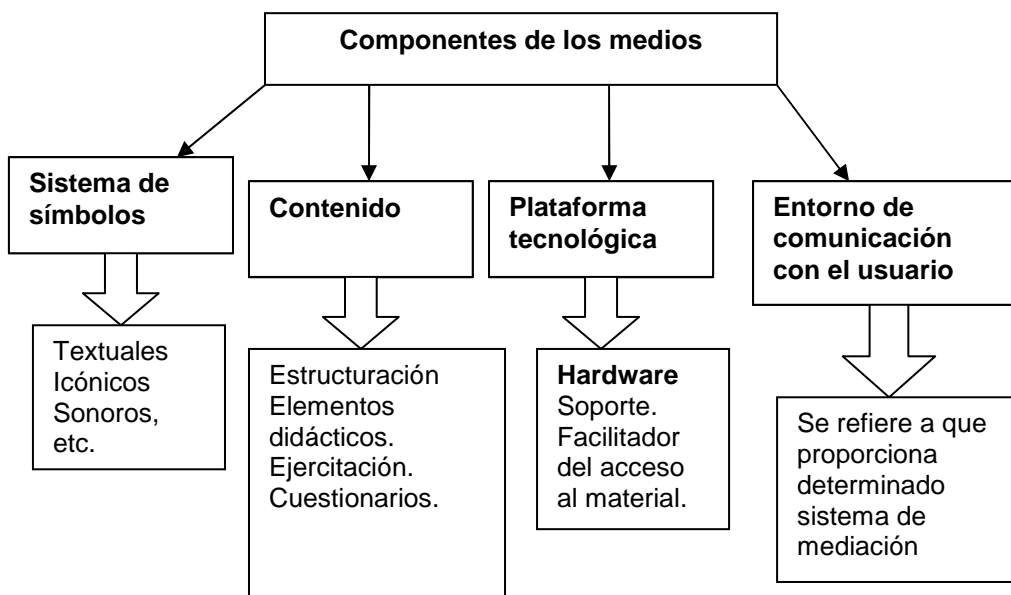 Componentes de los medios
Sistema de
símbolos
Contenido
Plataforma
tecnológica
Entorno de
comunicación
con el usuario
Textuales
Icónicos
Sonoros,
etc.
Estructuración
Elementos
didácticos.
Ejercitación.
Cuestionarios.
Hardware
Soporte.
Facilitador
del acceso
al material.
Se refiere a que
proporciona
determinado
sistema de
mediación